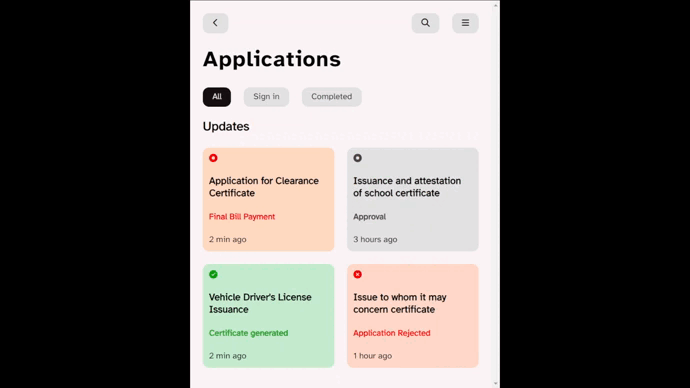 Applications
All
Sign in
Completed
Updates
Application for Clearance
Certificate
Final Bill Payment
2 min ago
Issuance and attestation
of school certificate
Approval
3 hours ago
Vehicle Driver's License
Issuance
Certificate generated
2 min ago
Issue to whom it may
concern certificate
Application Rejected
1 hour ago